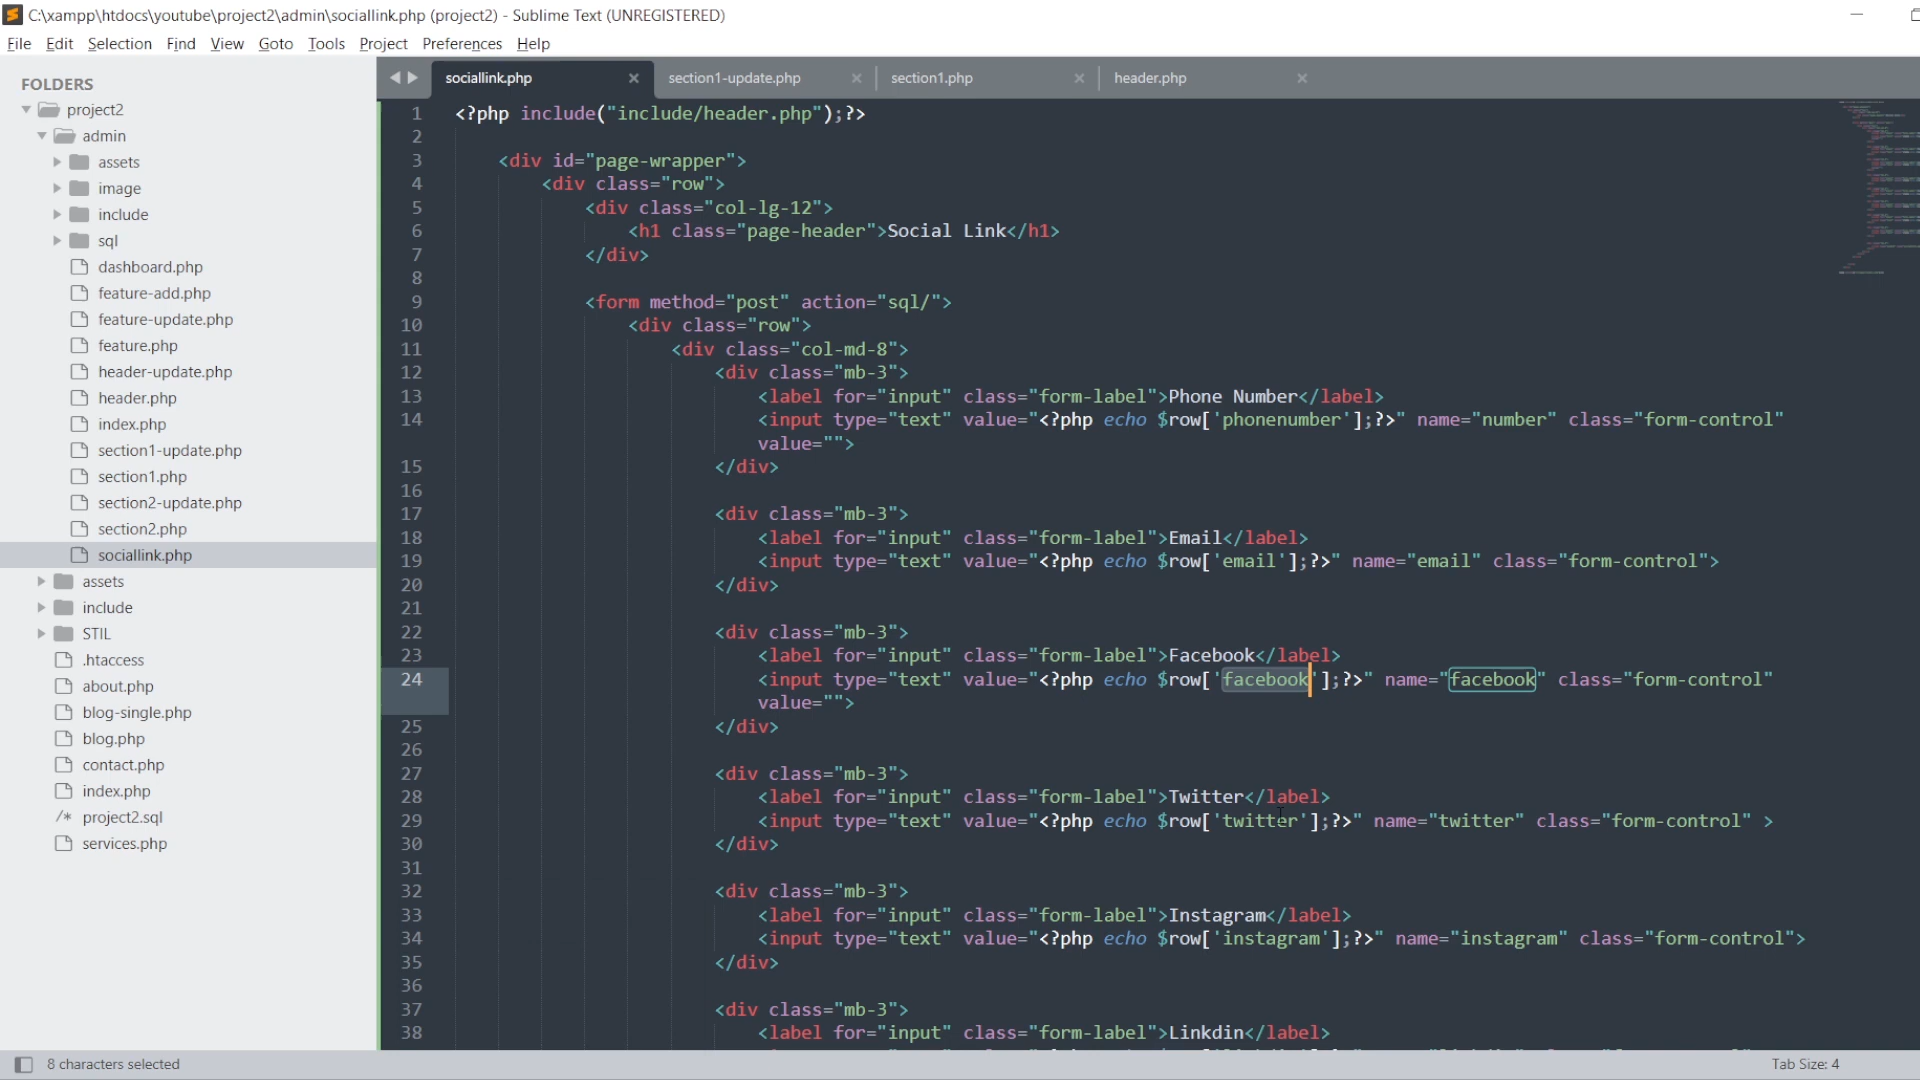 C:\xampp\htdocs\youtube\project2\admin\sociallink.php (project2) - Sublime Text (UNREGISTERED)
File Edit Selection Find View Goto Tools Project Preferences Help
FOLDERS
project2
admin
assets
image
include
sql
dashboard.php
feature-add.php
feature-update.php
feature.php
header-update.php
header.php
index.php
section1-update.php
section1.php
section2-update.php
section2.php
sociallink.php
assets
include
STIL
.htaccess
about.php
blog-single.php
blog.php
contact.php
index.php
/* project2.sql
services.php
sociallink.php section1-update.php section1.php header.php
1 <?php include("include/header.php");?>
2
3 <div id="page-wrapper">
4 <div class="row">
5 <div class="col-lg-12">
6 <h1 class="page-header">Social Link</h1>
7 </div>
8
9 <form method="post" action="sql/">
10 <div class="row">
11 <div class="col-md-8">
12 <div class="mb-3">
13 <label for="input" class="form-label">Phone Number</label>
14 <input type="text" value="<?php echo $row['phonenumber'];?>" name="number" class="form-control"
value="">
15 </div>
16
17 <div class="mb-3">
18 <label for="input" class="form-label">Email</label>
19 <input type="text" value="<?php echo $row['email'];?>" name="email" class="form-control">
20 </div>
21
22 <div class="mb-3">
23 <label for="input" class="form-label">Facebook</label>
24 <input type="text" value="<?php echo $row['facebook'];?>" name="facebook" class="form-control"
value="">
25 </div>
26
27 <div class="mb-3">
28 <label for="input" class="form-label">Twitter</label>
29 <input type="text" value="<?php echo $row['twitter'];?>" name="twitter" class="form-control" >
30 </div>
31
32 <div class="mb-3">
33 <label for="input" class="form-label">Instagram</label>
34 <input type="text" value="<?php echo $row['instagram'];?>" name="instagram" class="form-control">
35 </div>
36
37 <div class="mb-3">
38 <label for="input" class="form-label">Linkdin</label>
8 characters selected
Tab Size: 4